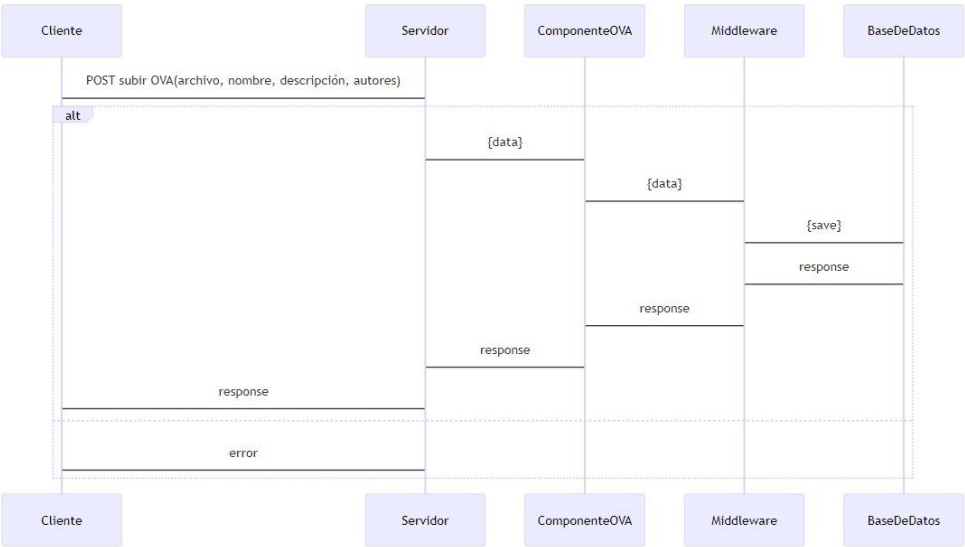 Cliente
Servidor
ComponenteOVA
Middleware
BaseDeDatos
POST subir OVA(archivo, nombre, descripción, autores)
alt
{data}
{data}
{save}
response
response
response
response
error
Cliente
Servidor
ComponenteOVA
Middleware
BaseDeDatos